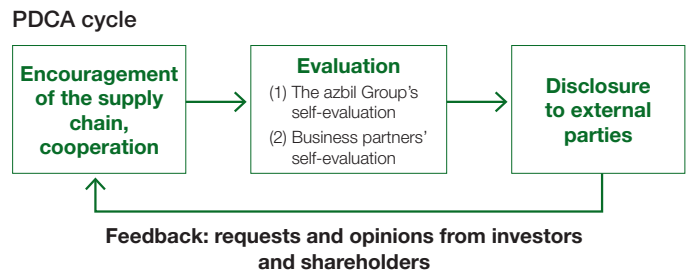 PDCA cycle
Encouragement
of the supply
chain,
cooperation
Evaluation
(1) The azbil Group's
self-evaluation
(2) Business partners'
self-evaluation
Disclosure
to external
parties
Feedback: requests and opinions from investors
and shareholders